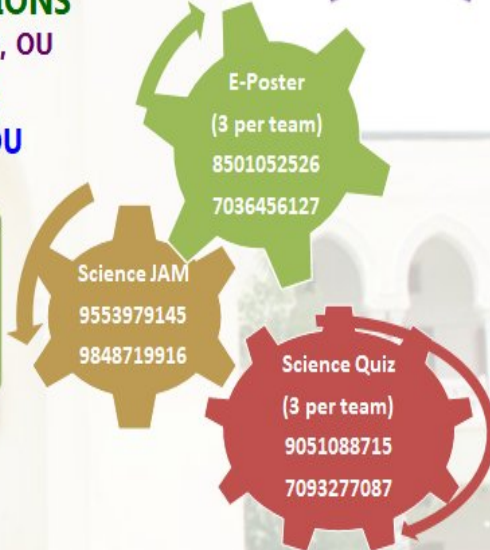 IONS
, OU
OU
E-Poster
(3 per team)
8501052526
7036456127
Science JAM
9553979145
9848719916
Science Quiz
(3 per team)
9051088715
7093277087